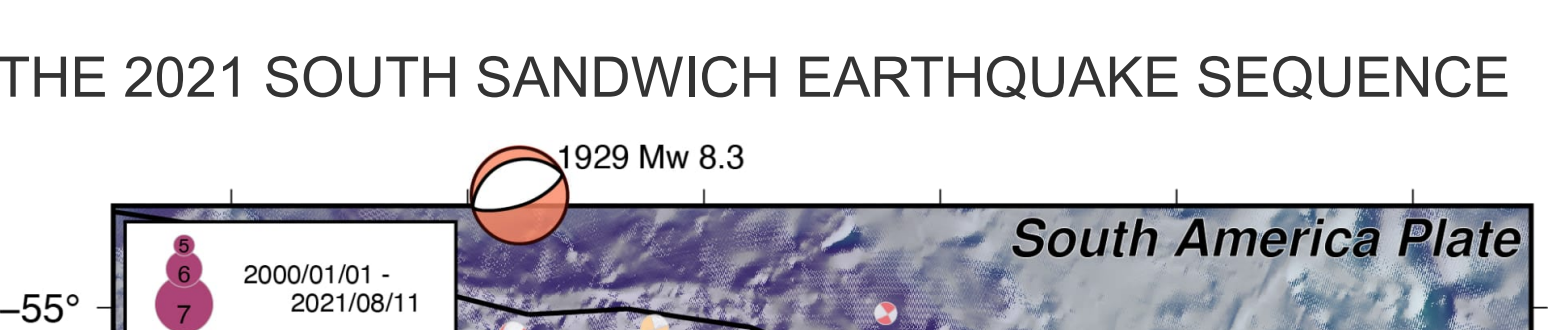 THE 2021 SOUTH SANDWICH EARTHQUAKE SEQUENCE
1929 Mw 8.3
South America Plate
5
6
7
2000/01/01 -
2021/08/11
−55°